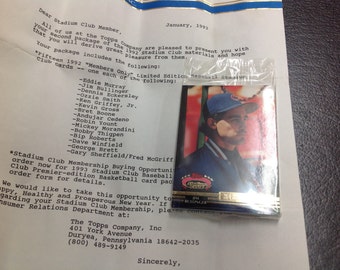 Dear Stadium Club Member, January, 1993
All of us at the Topps Company are pleased to present you with
that second package of the 1992 Stadium Club materials and hope
that you will derive great pleasure from them.
Your package includes the following:
Fifteen 1992 "Members Only" Limited Edition Baseball Stadium
Club cards -- one each of the following:
-Eddie Murray
-Jim Bullinger
-Dennis Eckersley
-Ozzie Smith
-Ken Griffey, Jr.
-Kevin Gross
-Bret Boone
-Andujar Cedeno
-Robin Yount
-Mickey Morandini
-Bobby Thigpen
-Bip Roberts
-Dave Winfield
-George Brett
-Gary Sheffield/Fred McGriff
*Stadium Club Membership Buying Opportunity
order now for 1993 Stadium Club Baseball
Club Premier-edition Basketball card
order for details.
We would like to take this opportunity to
Happy, Healthy and Prosperous New Year. If
your Stadium Club Membership, please
Consumer Relations Department at:
The Topps Company, Inc
401 York Avenue
Duryea, Pennsylvania 18642-2035
(800) 489-9149
Sincerely,